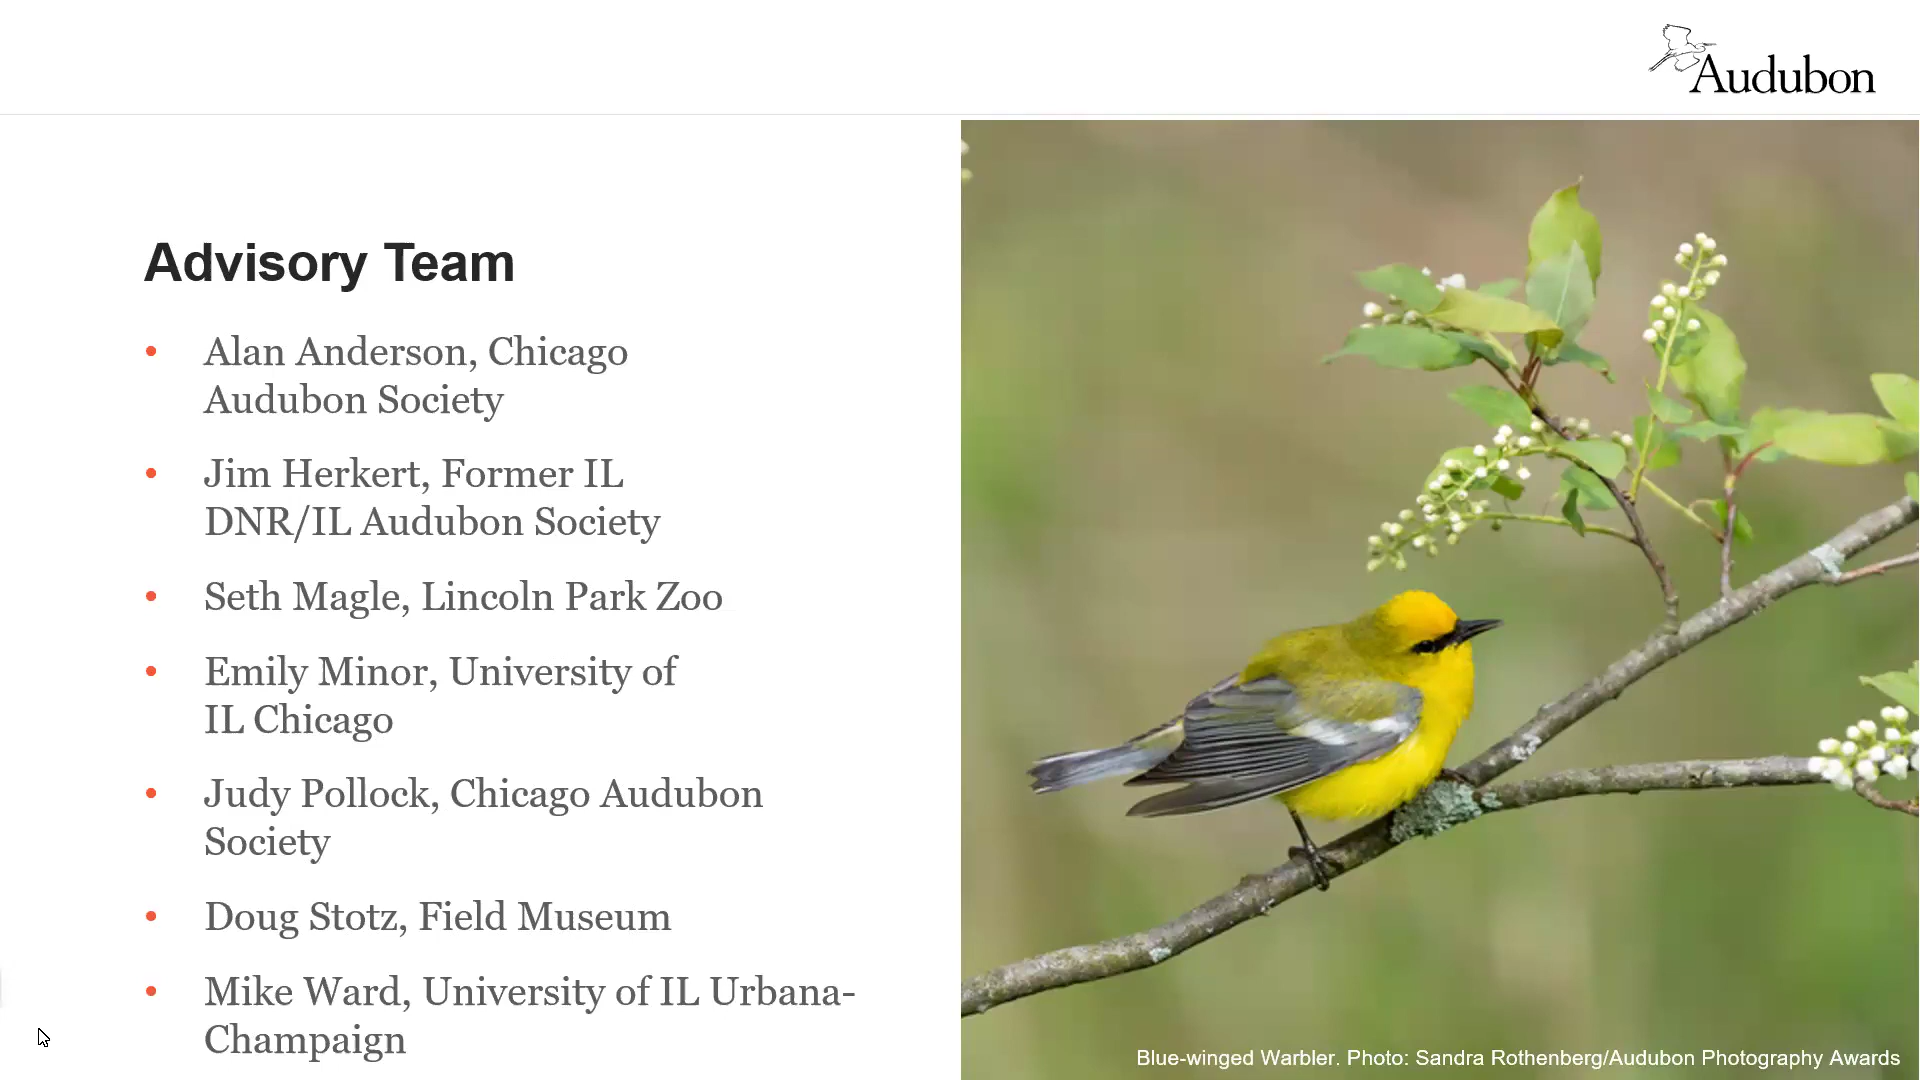 Audubon
Advisory Team
• Alan Anderson, Chicago
Audubon Society
• Jim Herkert, Former IL
DNR/IL Audubon Society
• Seth Magle, Lincoln Park Zoo
• Emily Minor, University of
IL Chicago
• Judy Pollock, Chicago Audubon
Society
• Doug Stotz, Field Museum
• Mike Ward, University of IL Urbana-
Champaign
Blue-winged Warbler. Photo: Sandra Rothenberg/Audubon Photography Awards